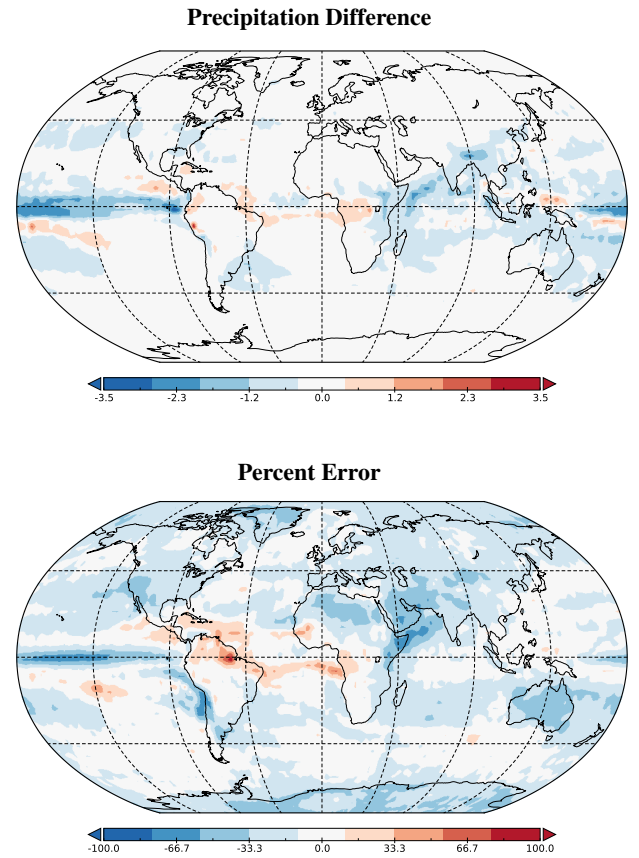 Precipitation Difference
-3.5 -2.3 -1.2 0.0 1.2 2.3 3.5
Percent Error
-100.0 -66.7 -33.3 0.0 33.3 66.7 100.0